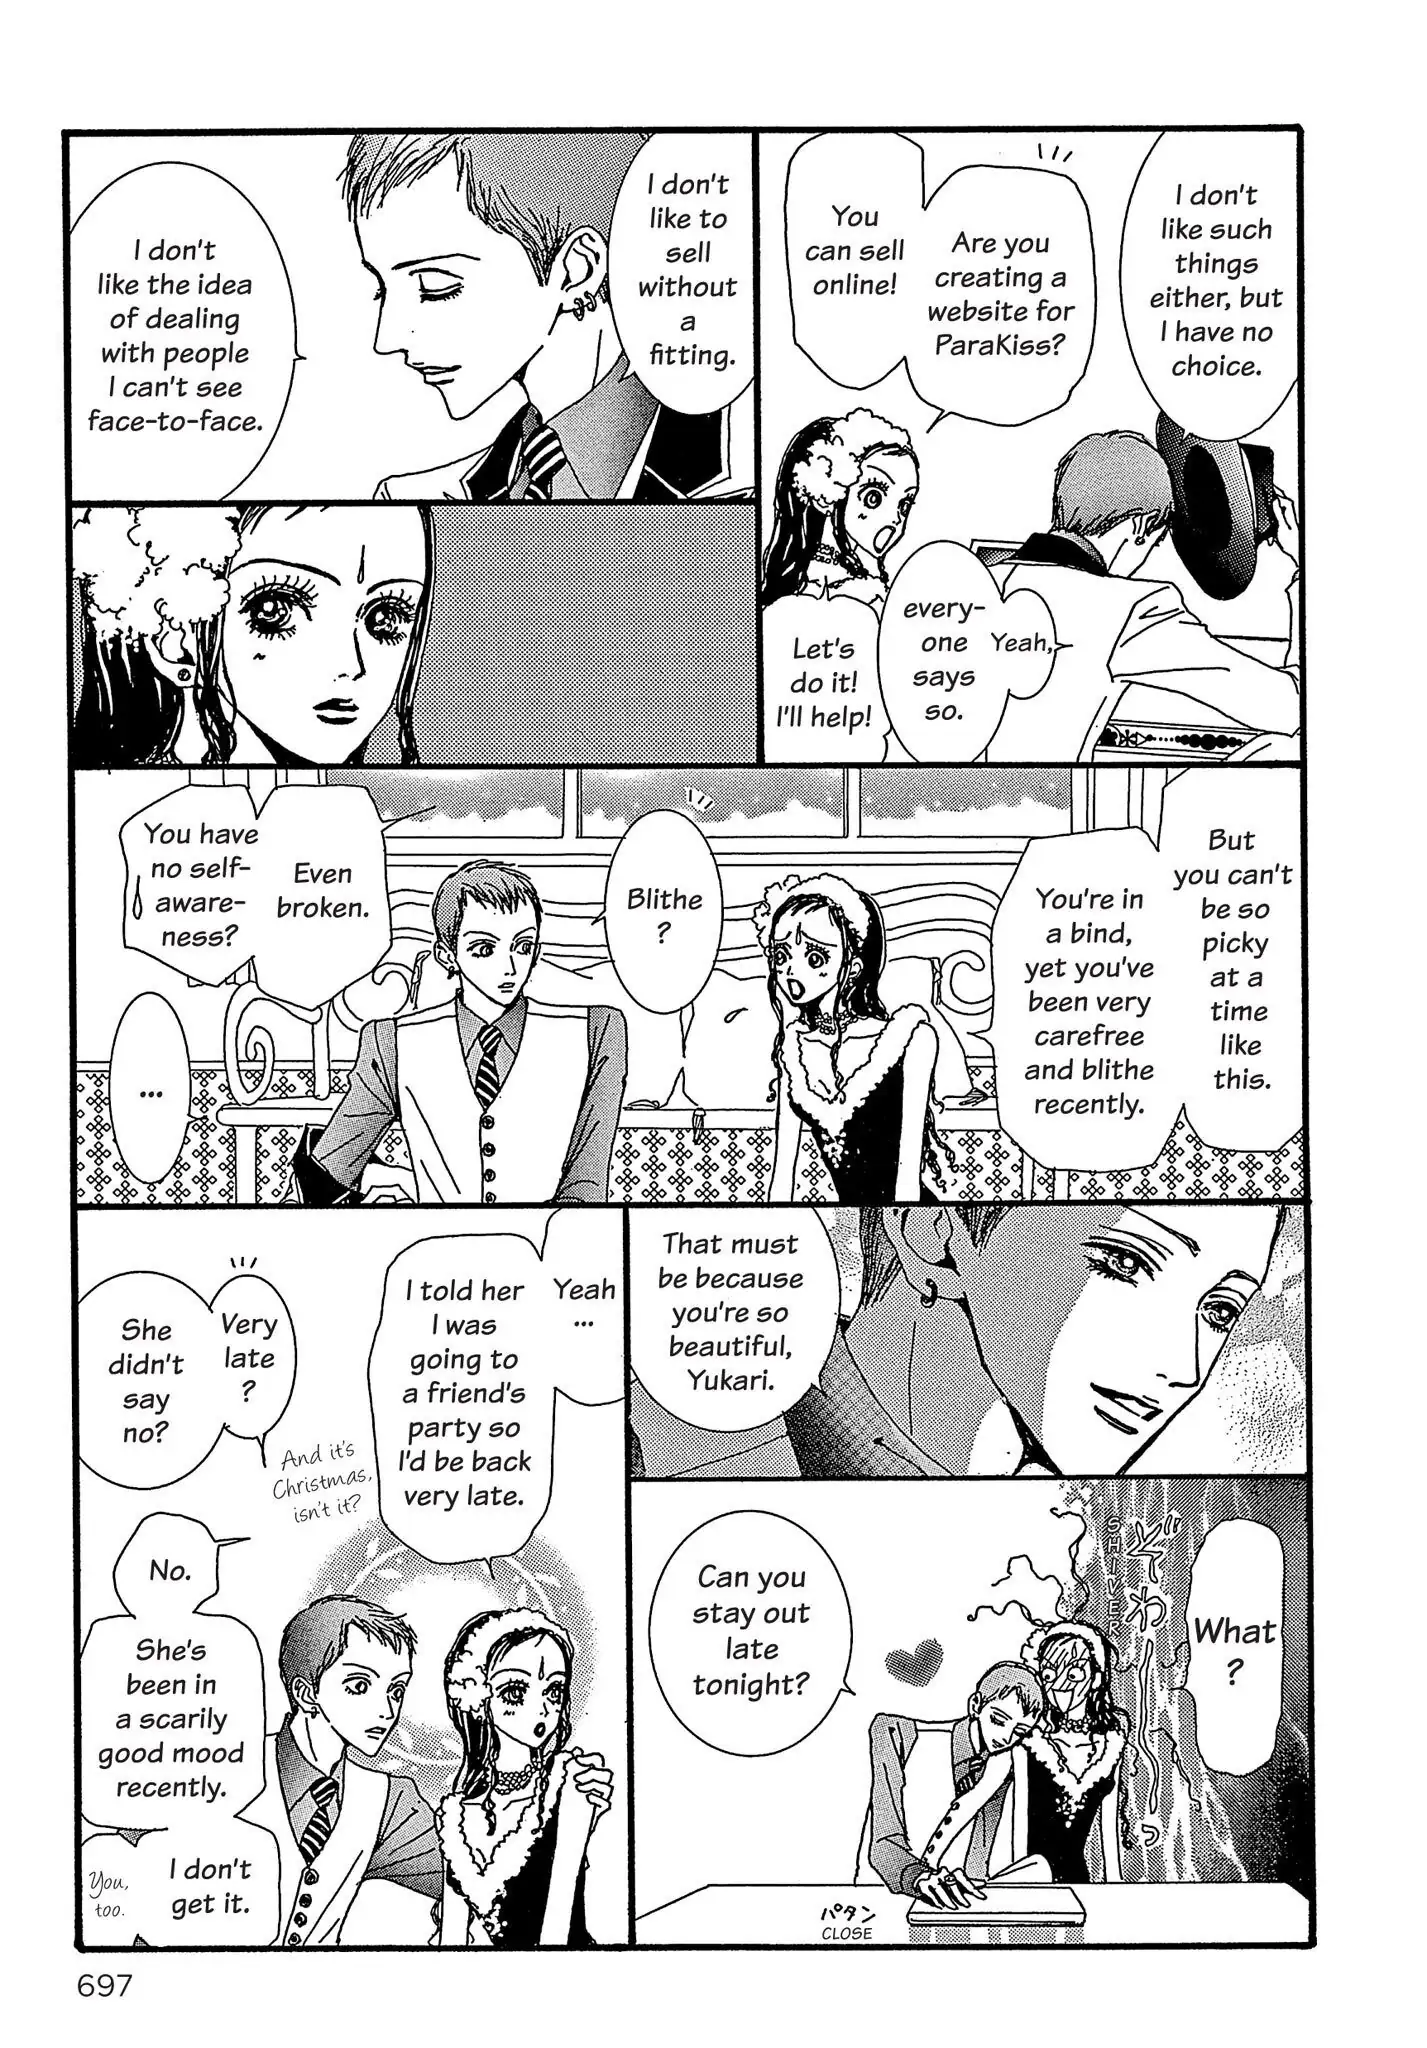 I don't
like such
things
either, but
I have no
choice.
Are you
creating a
website for
ParaKiss?
You
can sell
online!
Yeah,
every-
one
says
so.
Let's
do it!
I'll help!
I don't
like to
sell
without
a
fitting.
I don't
like the idea
of dealing
with people
I can't see
face-to-face.
But
you can't
be so
picky
at a
time
like
this.
You're in
a bind,
yet you've
been very
carefree
and blithe
recently.
Blithe
?
Even
broken.
You have
no self-
aware-
ness?
...
That must
be because
you're so
beautiful,
Yukari.
What
?
ぞわーっ
SHIVER
Can you
stay out
late
tonight?
パタン
CLOSE
Yeah
...
I told her
I was
going to
a friend's
party so
I'd be back
very late.
And it's
Christmas,
isn't it?
Very
late
?
She
didn't
say
no?
No.
She's
been in
a scarily
good mood
recently.
I don't
get it.
You,
too.
697